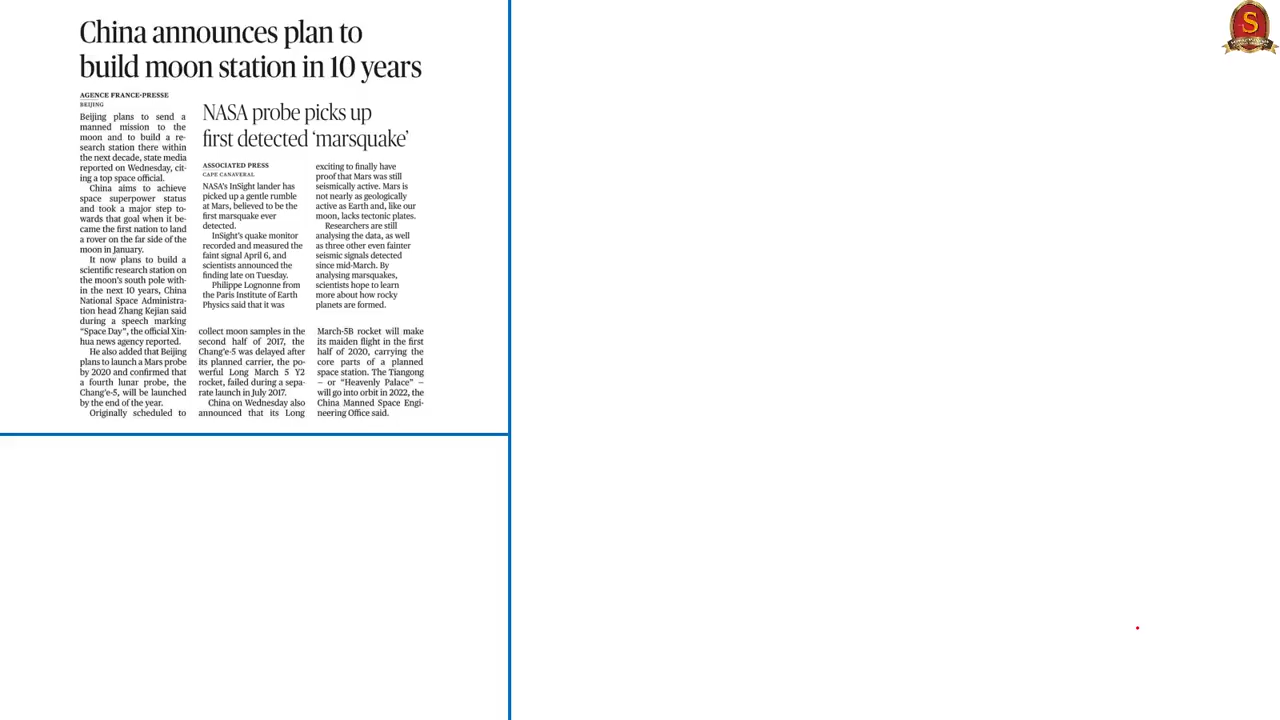 China announces plan to
build moon station in 10 years
AGENCE FRANCE-PRESSE
BEIJING
Beijing plans to send a
manned mission to the
moon and to build a re-
search station there within
the next decade, state media
reported on Wednesday, cit-
ing a top space official.
China aims to achieve
space superpower status
and took a major step to-
wards that goal when it be-
came the first nation to land
a rover on the far side of the
moon in January.
It now plans to build a
scientific research station on
the moon's south pole with-
in the next 10 years, China
National Space Administra-
tion head Zhang Kejian said
during a speech marking
“Space Day”, the official Xin-
hua news agency reported.
He also added that Beijing
plans to launch a Mars probe
by 2020 and confirmed that
a fourth lunar probe, the
Chang'e-5, will be launched
by the end of the year.
Originally scheduled to
collect moon samples in the
second half of 2017, the
Chang'e-5 was delayed after
its planned carrier, the po-
werful Long March 5 Y2
rocket, failed during a sepa-
rate launch in July 2017.
China on Wednesday also
announced that its Long
March-5B rocket will make
its maiden flight in the first
half of 2020, carrying the
core parts of a planned
space station. The Tiangong
– or “Heavenly Palace” –
will go into orbit in 2022, the
China Manned Space Engi-
neering Office said.
NASA probe picks up
first detected ‘marsquake’
ASSOCIATED PRESS
CAPE CANAVERAL
NASA's InSight lander has
picked up a gentle rumble
at Mars, believed to be the
first marsquake ever
detected.
InSight's quake monitor
recorded and measured the
faint signal April 6, and
scientists announced the
finding late on Tuesday.
Philippe Lognonne from
the Paris Institute of Earth
Physics said that it was
exciting to finally have
proof that Mars was still
seismically active. Mars is
not nearly as geologically
active as Earth and, like our
moon, lacks tectonic plates.
Researchers are still
analysing the data, as well
as three other even fainter
seismic signals detected
since mid-March. By
analysing marsquakes,
scientists hope to learn
more about how rocky
planets are formed.
S